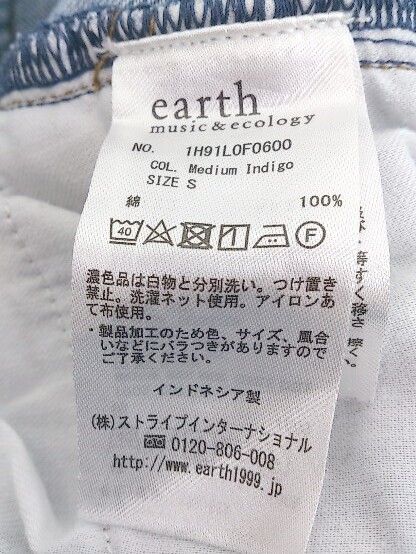 earth
music & ecology
NO. 1H91L0F0600
COL. Medium Indigo
SIZE S
綿 100%
40 F
濃色品は白物と分別洗い。つけ置き
禁止。洗濯ネット使用。アイロンあ
て布使用。
・製品加工のため色、サイズ、風合
いなどにバラつきがありますので
ご了承ください。
インドネシア製
(株)ストライプインターナショナル
0120-806-008
http://www.earth1999.jp